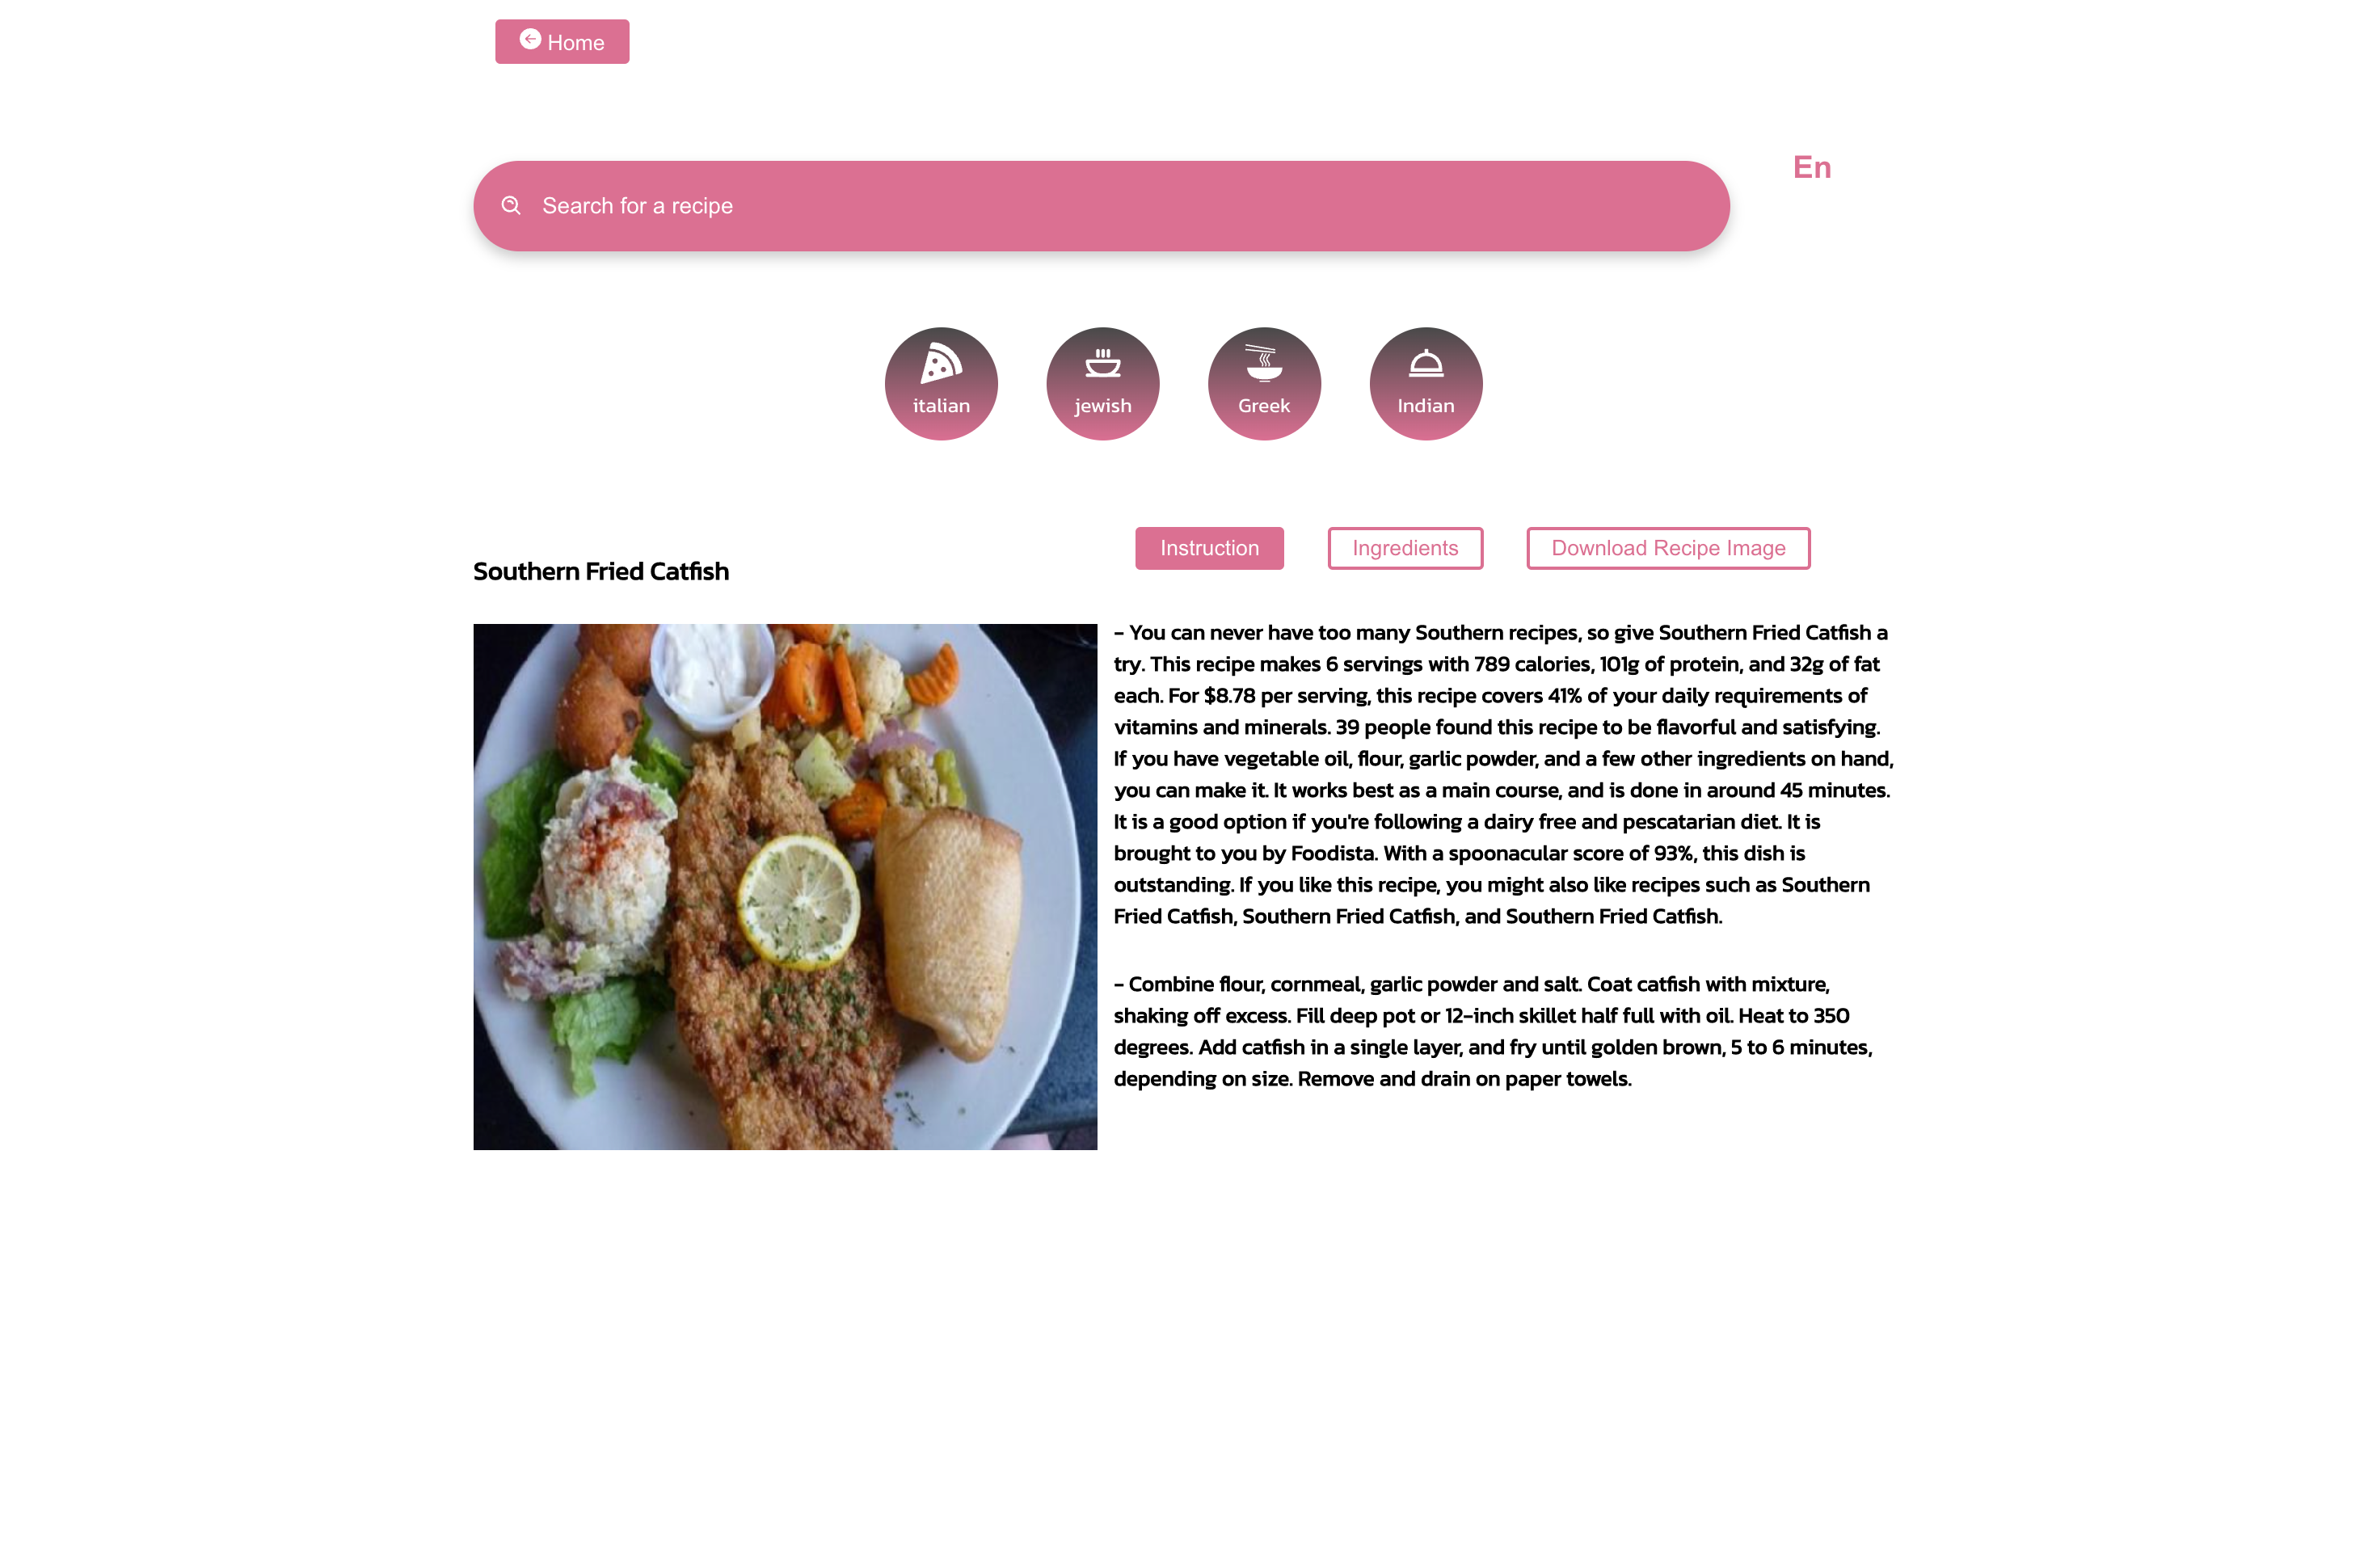 Home
En
Search for a recipe
italian
jewish
Greek
Indian
Instruction
Ingredients
Download Recipe Image
Southern Fried Catfish
- You can never have too many Southern recipes, so give Southern Fried Catfish a
try. This recipe makes 6 servings with 789 calories, 101g of protein, and 32g of fat
each. For $8.78 per serving, this recipe covers 41% of your daily requirements of
vitamins and minerals. 39 people found this recipe to be flavorful and satisfying.
If you have vegetable oil, flour, garlic powder, and a few other ingredients on hand,
you can make it. It works best as a main course, and is done in around 45 minutes.
It is a good option if you're following a dairy free and pescatarian diet. It is
brought to you by Foodista. With a spoonacular score of 93%, this dish is
outstanding. If you like this recipe, you might also like recipes such as Southern
Fried Catfish, Southern Fried Catfish, and Southern Fried Catfish.
- Combine flour, cornmeal, garlic powder and salt. Coat catfish with mixture,
shaking off excess. Fill deep pot or 12-inch skillet half full with oil. Heat to 350
degrees. Add catfish in a single layer, and fry until golden brown, 5 to 6 minutes,
depending on size. Remove and drain on paper towels.